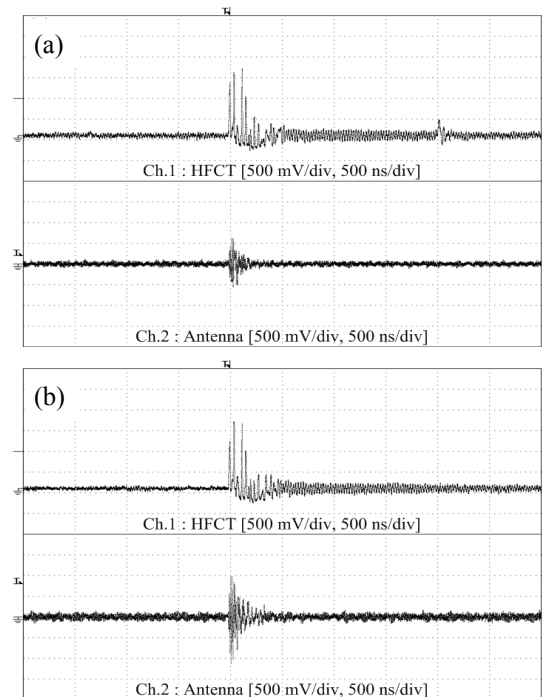 (a)
Ch.1 : HFCT [500 mV/div, 500 ns/div]
Ch.2 : Antenna [500 mV/div, 500 ns/div]
(b)
Ch.1 : HFCT [500 mV/div, 500 ns/div]
Ch.2 : Antenna [500 mV/div, 500 ns/div]